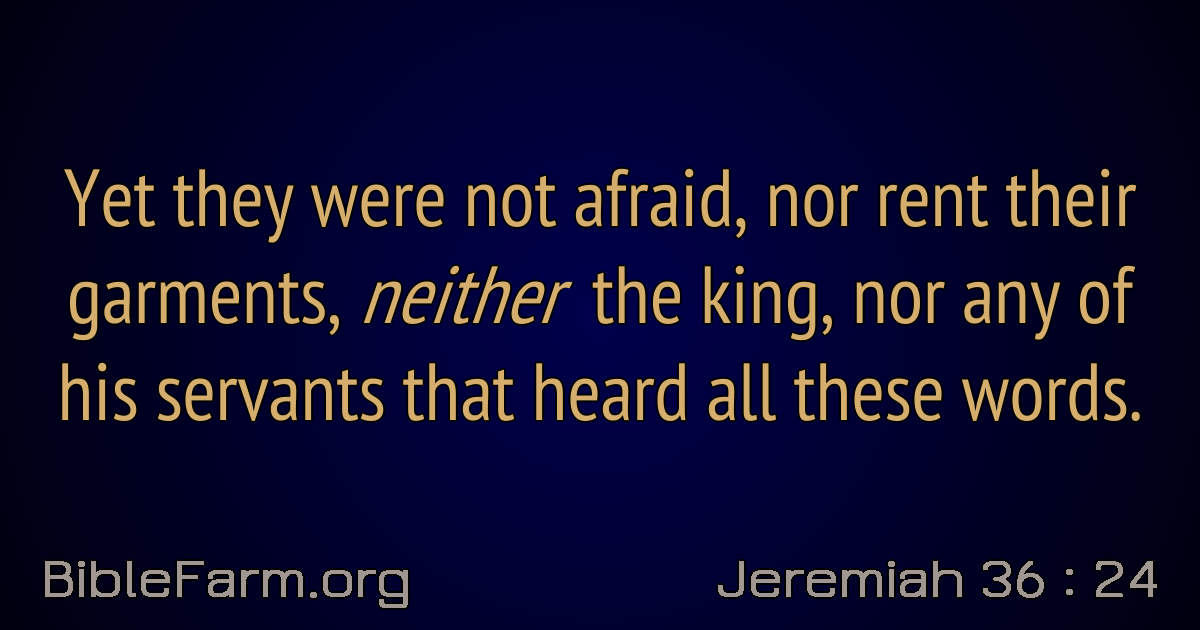 Yet they were not afraid, nor rent their
garments, neither the king, nor any of
his servants that heard all these words.
BibleFarm.org
Jeremiah 36 : 24